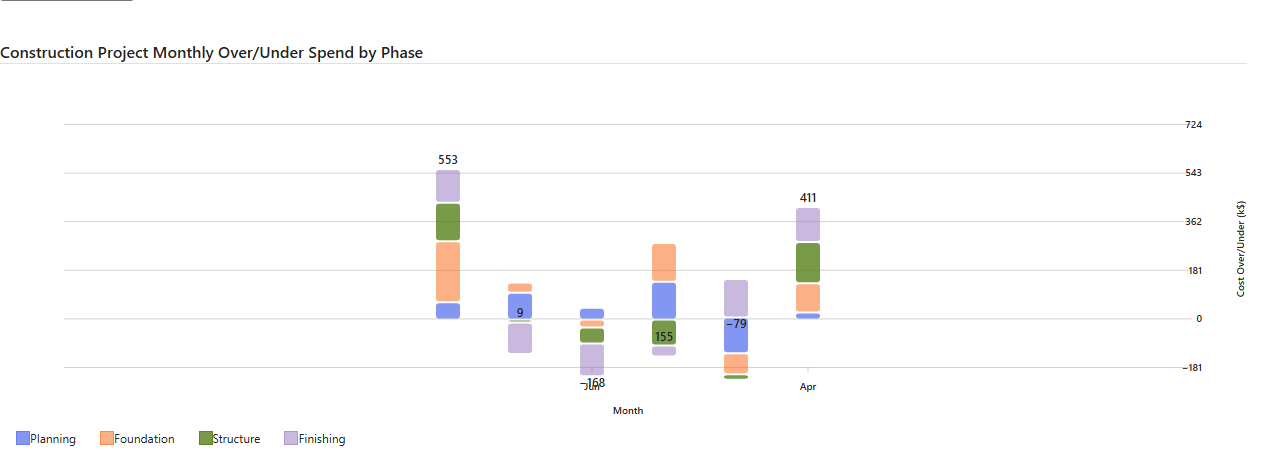 Construction Project Monthly Over/Under Spend by Phase
724
553
543
411
362
Cost Over/Under (k$)
181
9
0
−79
155
−181
−168
Jun
Apr
Month
Planning
Foundation
Structure
Finishing